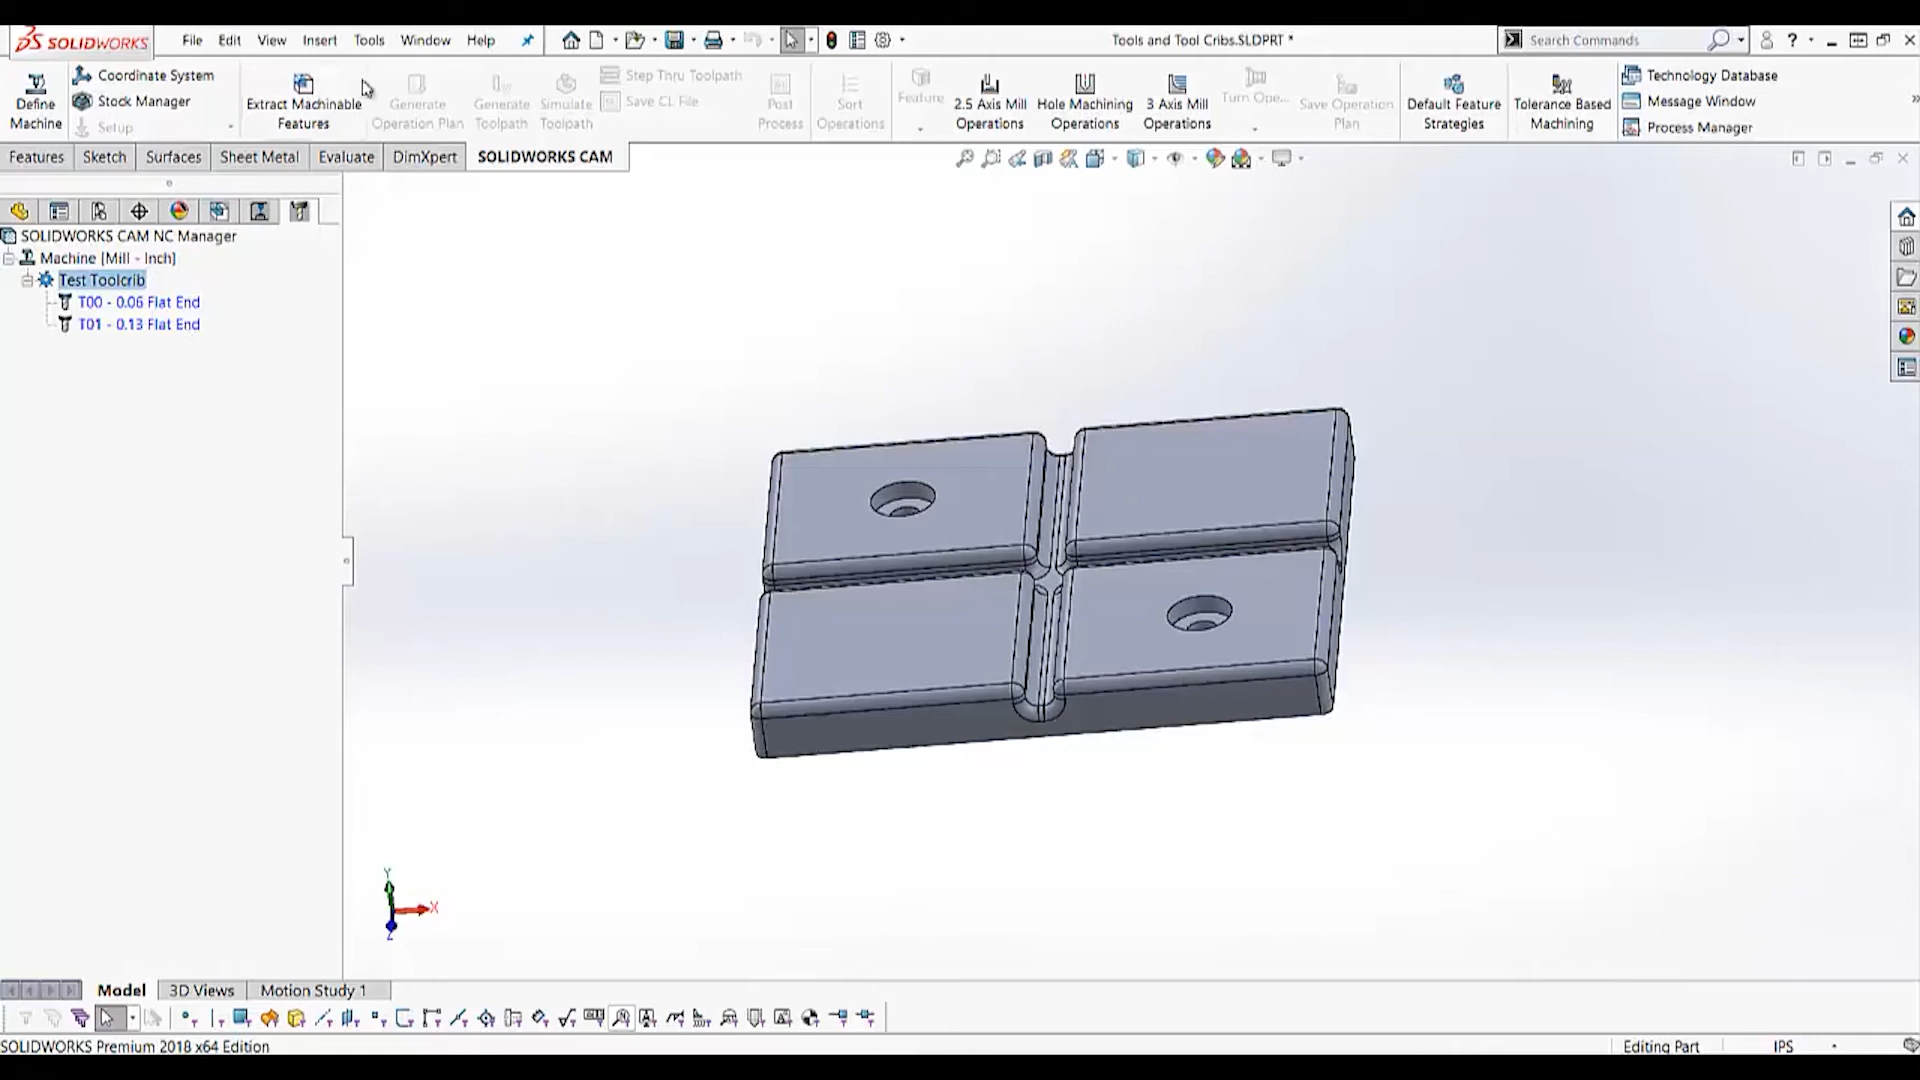 SOLIDWORKS File Edit View Insert Tools Window Help Tools and Tool Cribs.SLDPRT * Search Commands
Define Machine
Coordinate System
Stock Manager
Setup
Extract Machinable Features
Generate Operation Plan
Generate Toolpath
Simulate Toolpath
Step Thru Toolpath
Save CL File
Post Process
Sort Operations
Feature
2.5 Axis Mill Operations
Hole Machining Operations
3 Axis Mill Operations
Turn Ope...
Save Operation Plan
Default Feature Strategies
Tolerance Based Machining
Technology Database
Message Window
Process Manager
Features Sketch Surfaces Sheet Metal Evaluate DimXpert SOLIDWORKS CAM
SOLIDWORKS CAM NC Manager
Machine [Mill - Inch]
Test Toolcrib
T00 - 0.06 Flat End
T01 - 0.13 Flat End
Y
X
Z
Model 3D Views Motion Study 1
SOLIDWORKS Premium 2018 x64 Edition Editing Part IPS